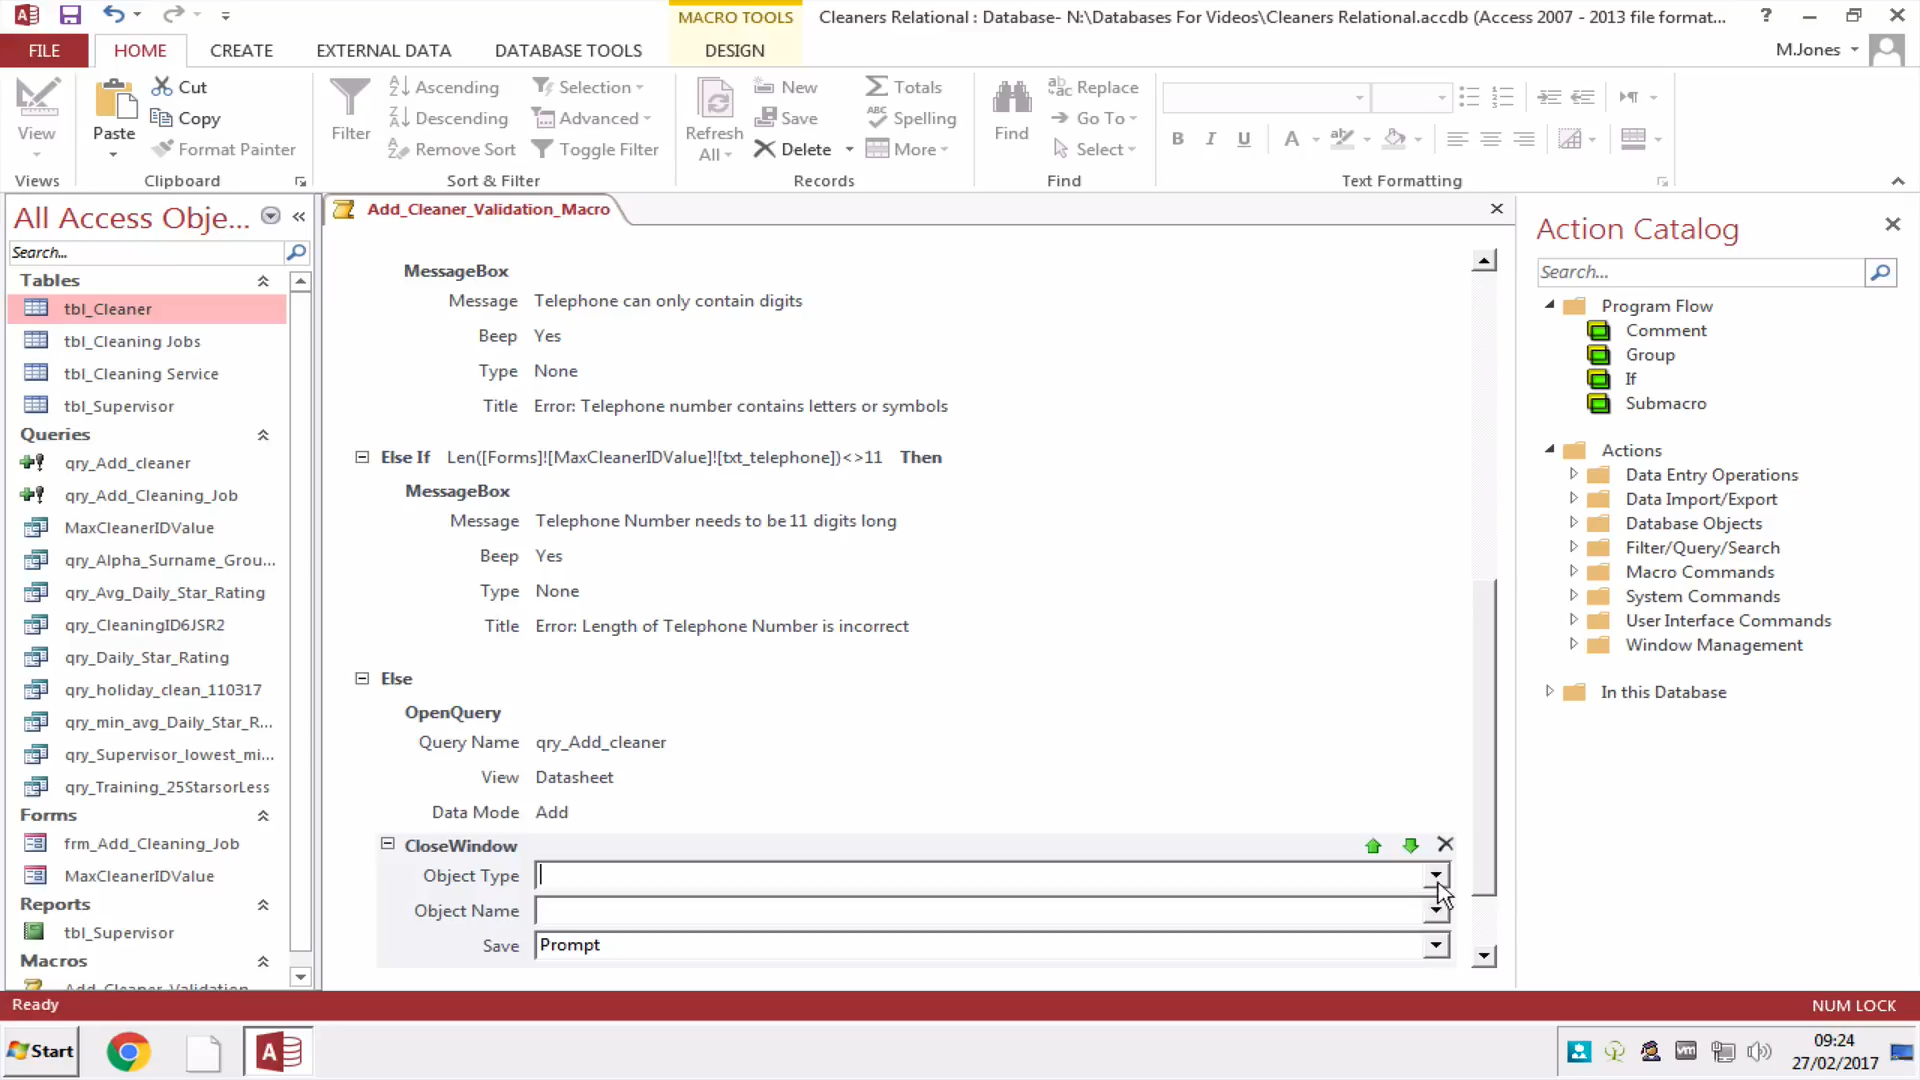 MACRO TOOLS
Cleaners Relational : Database- N:\Databases For Videos\Cleaners Relational.accdb (Access 2007 - 2013 file format...
?
FILE HOME CREATE EXTERNAL DATA DATABASE TOOLS DESIGN
M.Jones
View
Views
Paste
Cut
Copy
Format Painter
Clipboard
Filter
Ascending
Descending
Remove Sort
Selection
Advanced
Toggle Filter
Sort & Filter
Refresh
All
New
Save
Delete
Totals
Spelling
More
Records
Find
Replace
Go To
Select
Find
B I U A
Text Formatting
All Access Obje...
Search...
Tables
tbl_Cleaner
tbl_Cleaning Jobs
tbl_Cleaning Service
tbl_Supervisor
Queries
qry_Add_cleaner
qry_Add_Cleaning_Job
MaxCleanerIDValue
qry_Alpha_Surname_Grou...
qry_Avg_Daily_Star_Rating
qry_CleaningID6JSR2
qry_Daily_Star_Rating
qry_holiday_clean_110317
qry_min_avg_Daily_Star_R...
qry_Supervisor_lowest_mi...
qry_Training_25StarsorLess
Forms
frm_Add_Cleaning_Job
MaxCleanerIDValue
Reports
tbl_Supervisor
Macros
Add_Cleaner_Validation
Add_Cleaner_Validation_Macro
MessageBox
Message Telephone can only contain digits
Beep Yes
Type None
Title Error: Telephone number contains letters or symbols
Else If Len([Forms]![MaxCleanerIDValue]![txt_telephone])<>11 Then
MessageBox
Message Telephone Number needs to be 11 digits long
Beep Yes
Type None
Title Error: Length of Telephone Number is incorrect
Else
OpenQuery
Query Name qry_Add_cleaner
View Datasheet
Data Mode Add
CloseWindow
Object Type
Object Name
Save Prompt
Action Catalog
Search...
Program Flow
Comment
Group
If
Submacro
Actions
Data Entry Operations
Data Import/Export
Database Objects
Filter/Query/Search
Macro Commands
System Commands
User Interface Commands
Window Management
In this Database
Ready
NUM LOCK
Start
09:24
27/02/2017